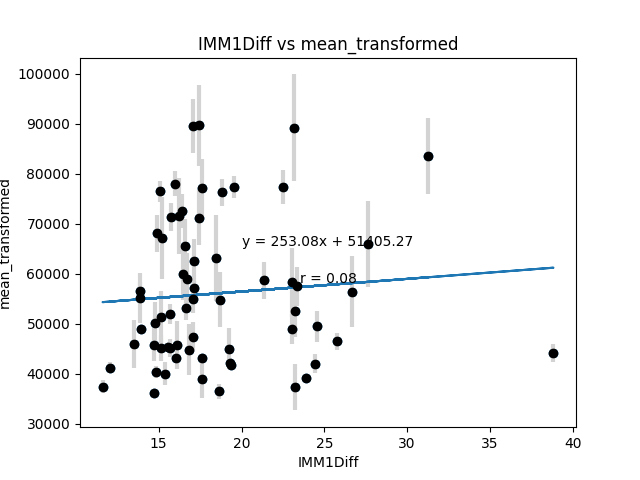 IMM1Diff vs mean_transformed
100000
90000
80000
70000
60000
50000
40000
30000
mean_transformed
y = 253.08x + 51405.27
r = 0.08
15 20 25 30 35 40
IMM1Diff